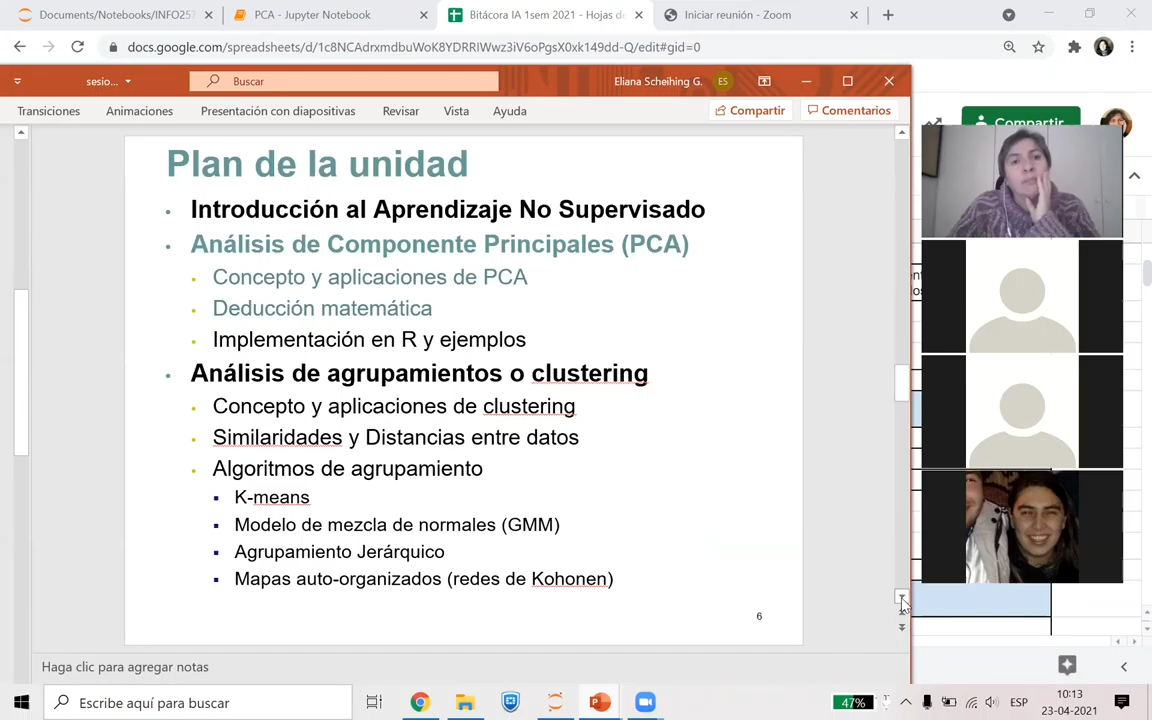 Documents/Notebooks/INFO257
PCA - Jupyter Notebook
Bitácora IA 1sem 2021 - Hojas de
Iniciar reunión - Zoom
docs.google.com/spreadsheets/d/1c8NCAdrxmdbuWoK8YDRRIWwz3iV6oPgsX0xk149dd-Q/edit#gid=0
sesio...
Buscar
Eliana Scheihing G.
ES
Transiciones
Animaciones
Presentación con diapositivas
Revisar
Vista
Ayuda
Compartir
Comentarios
Compartir
Plan de la unidad
• Introducción al Aprendizaje No Supervisado
• Análisis de Componente Principales (PCA)
• Concepto y aplicaciones de PCA
• Deducción matemática
• Implementación en R y ejemplos
• Análisis de agrupamientos o clustering
• Concepto y aplicaciones de clustering
• Similaridades y Distancias entre datos
• Algoritmos de agrupamiento
▪ K-means
▪ Modelo de mezcla de normales (GMM)
▪ Agrupamiento Jerárquico
▪ Mapas auto-organizados (redes de Kohonen)
6
Haga clic para agregar notas
Escribe aquí para buscar
47%
ESP
10:13
23-04-2021